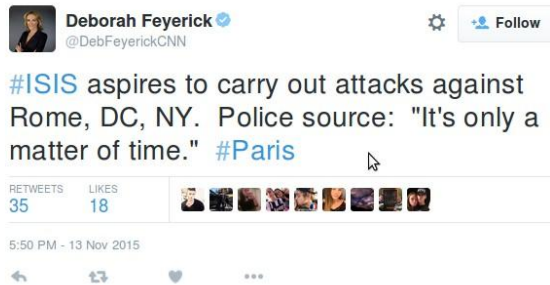 Deborah Feyerick
@DebFeyerickCNN
Follow
#ISIS aspires to carry out attacks against
Rome, DC, NY. Police source: "It's only a
matter of time." #Paris
RETWEETS LIKES
35 18
5:50 PM - 13 Nov 2015